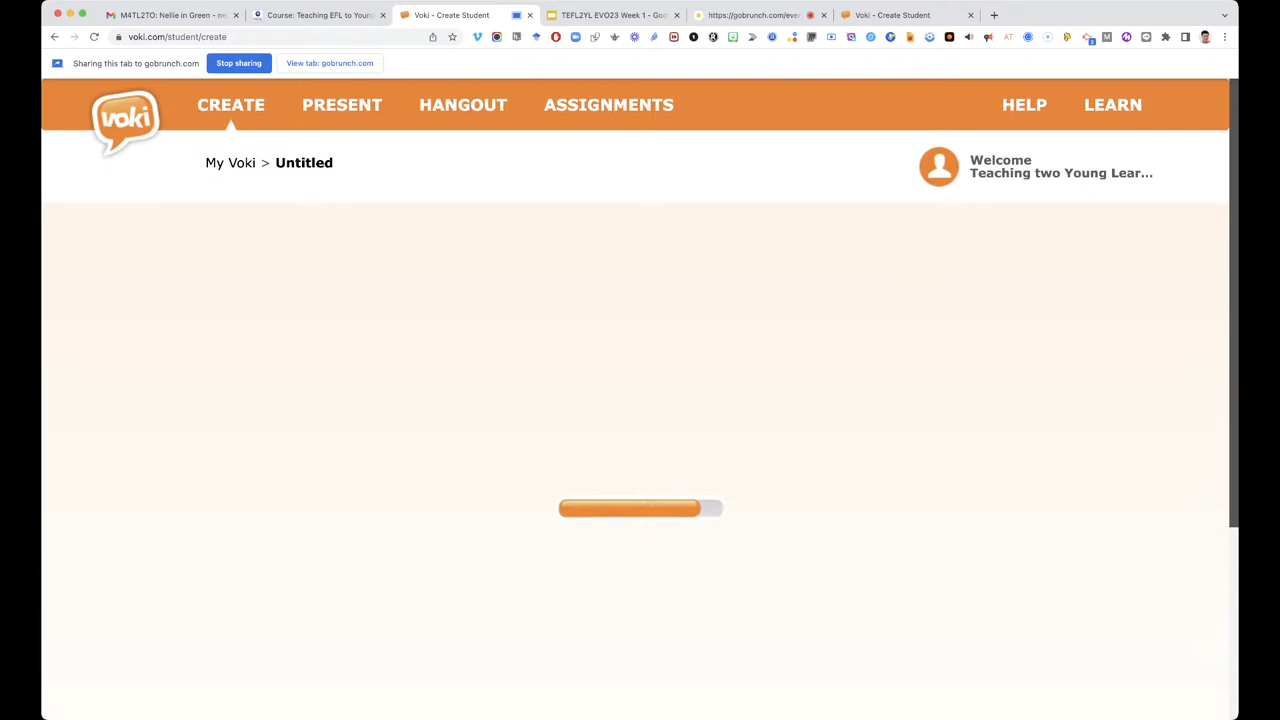 M4TL2TO: Nellie in Green - ne
Course: Teaching EFL to Young
Voki - Create Student
TEFL2YL EVO23 Week 1 - Goo
https://gobrunch.com/even
Voki - Create Student
voki.com/student/create
Sharing this tab to gobrunch.com
Stop sharing
View tab: gobrunch.com
voki
CREATE
PRESENT
HANGOUT
ASSIGNMENTS
HELP
LEARN
My Voki > Untitled
Welcome
Teaching two Young Lear...